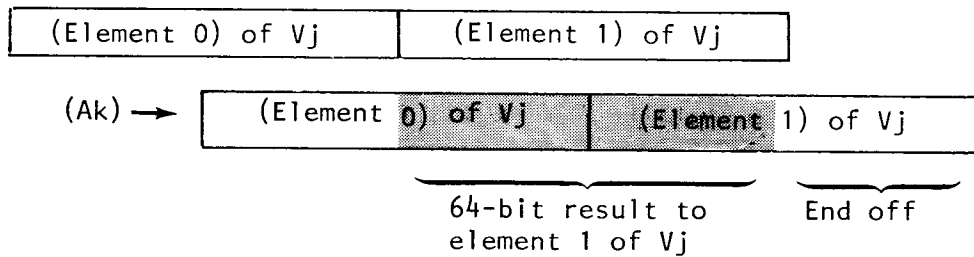 (Element 0) of Vj (Element 1) of Vj
(Ak) → (Element 0) of Vj (Element 1) of Vj
64-bit result to End off
element 1 of Vj